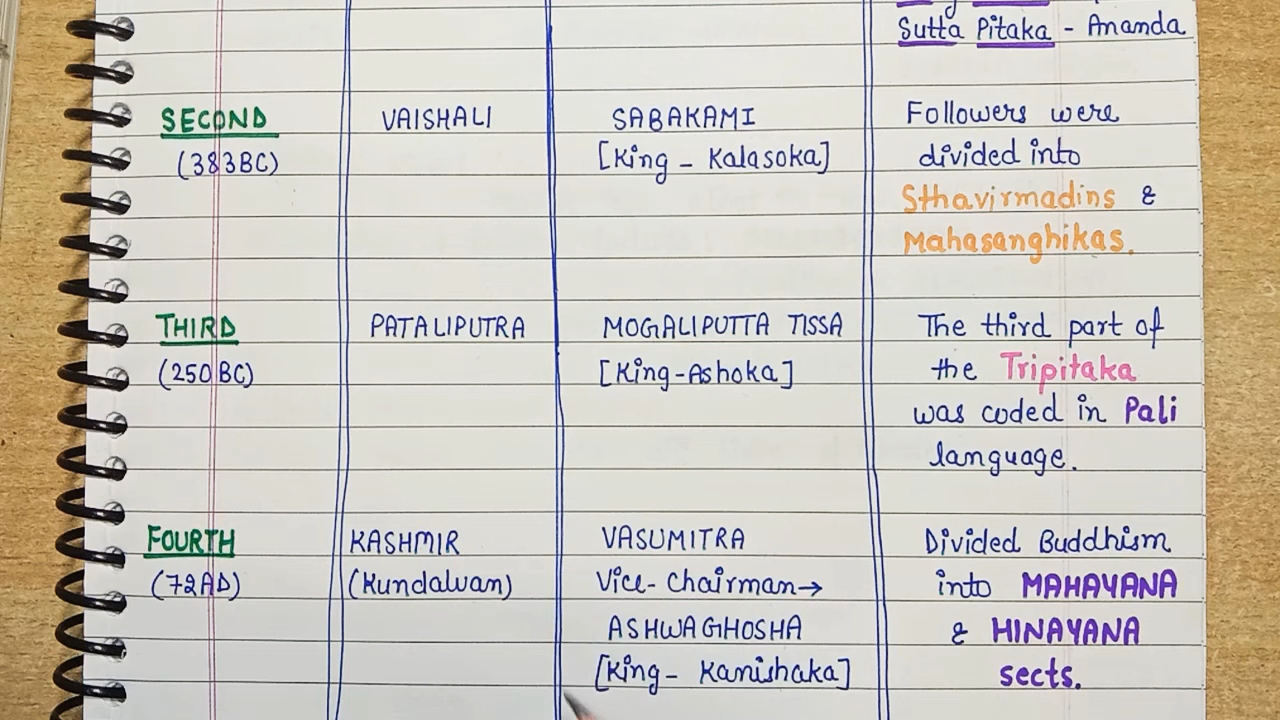 Sutta Pitaka - Ananda
SECOND
(383BC)
VAISHALI
SABAKAMI
[King - Kalasoka]
Followers were
divided into
Sthavirmadins &
Mahasanghikas.
THIRD
(250BC)
PATALIPUTRA
MOGALIPUTTA TISSA
[King-Ashoka]
The third part of
the Tripitaka
was coded in Pali
language.
FOURTH
(72AD)
KASHMIR
(Kundalvan)
VASUMITRA
Vice-Chairman→
ASHWAGHOSHA
[King- Kanishaka]
Divided Buddhism
into MAHAYANA
& HINAYANA
sects.